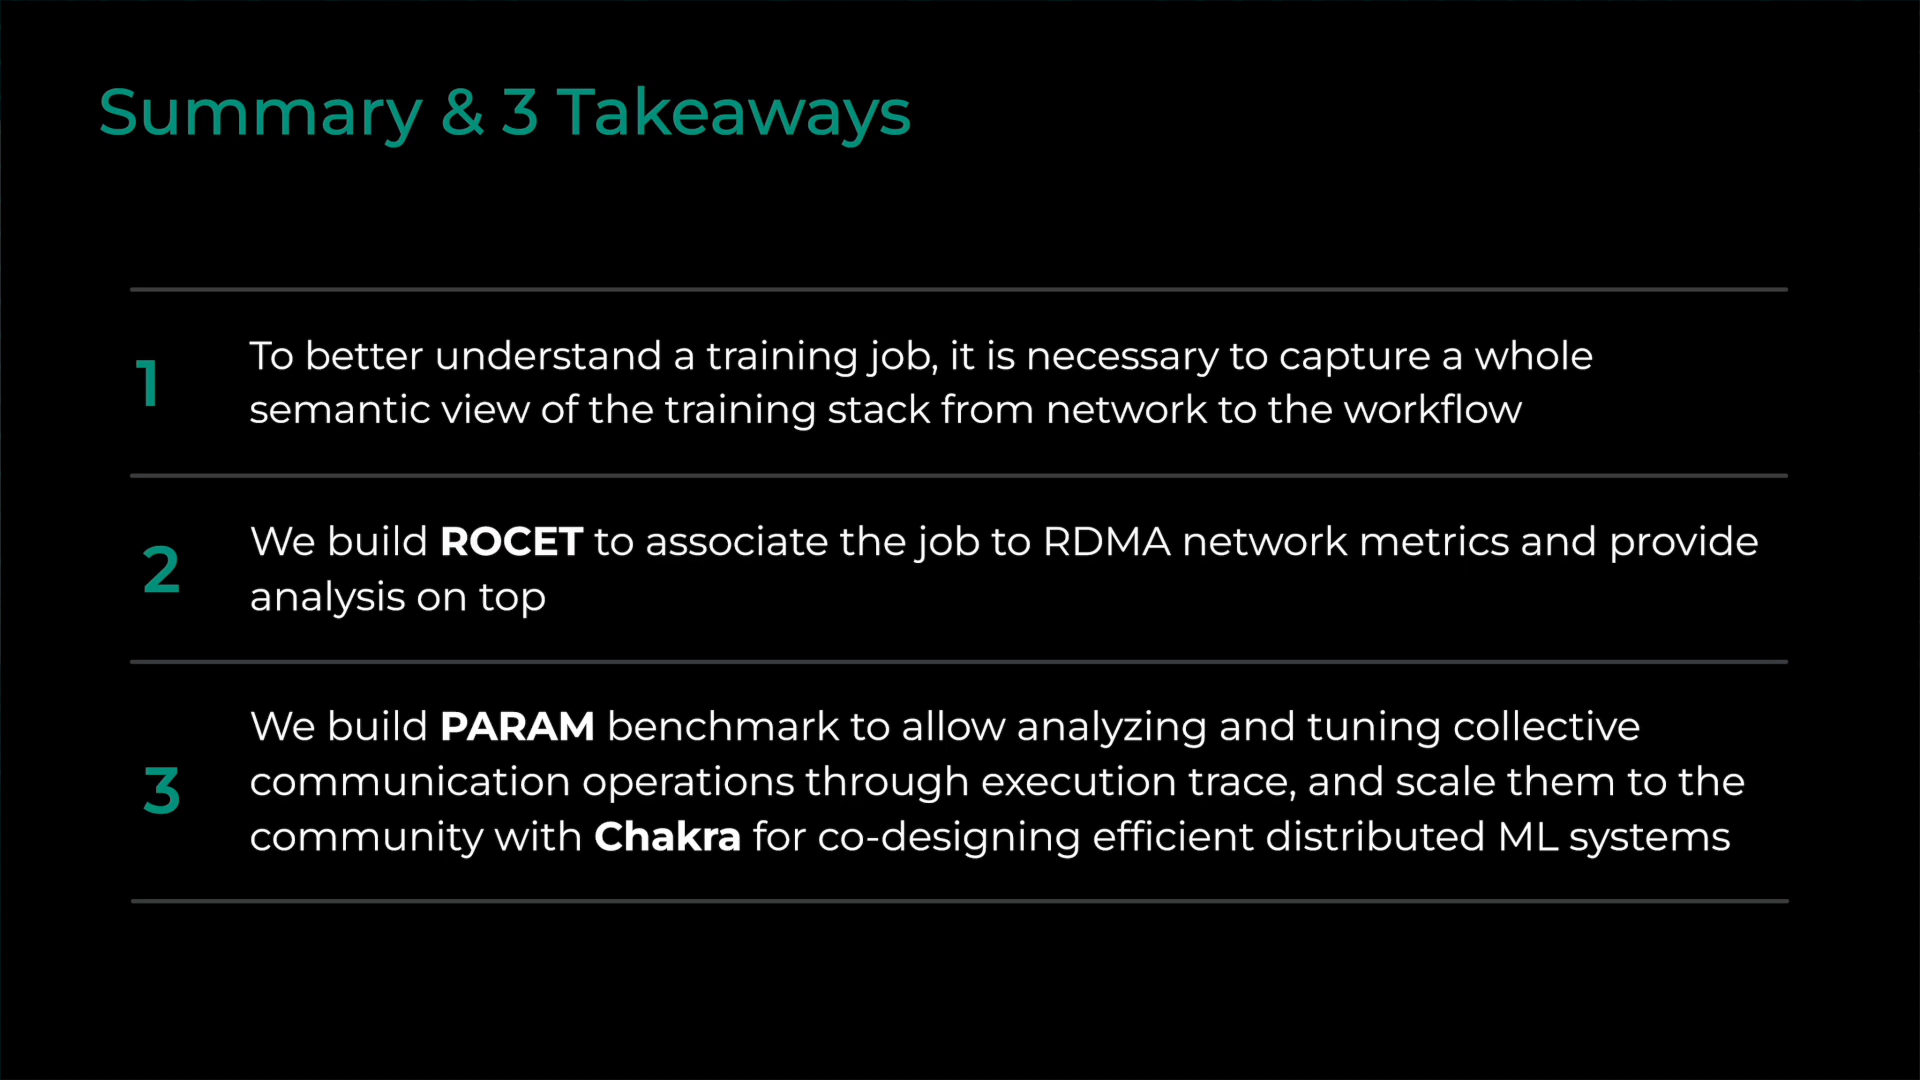 Summary & 3 Takeaways
1
To better understand a training job, it is necessary to capture a whole
semantic view of the training stack from network to the workflow
2
We build ROCET to associate the job to RDMA network metrics and provide
analysis on top
3
We build PARAM benchmark to allow analyzing and tuning collective
communication operations through execution trace, and scale them to the
community with Chakra for co-designing efficient distributed ML systems